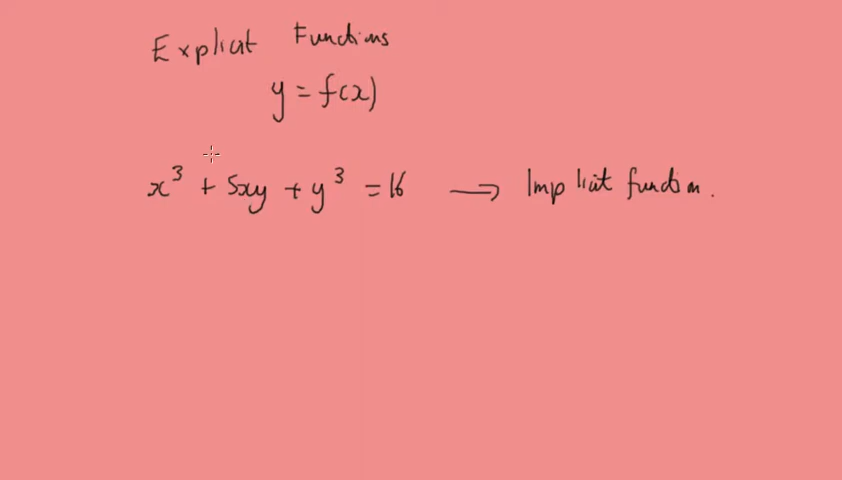 Explicit Functions
y = f(x)
x³ + 5xy + y³ = 16 → Implicit function.